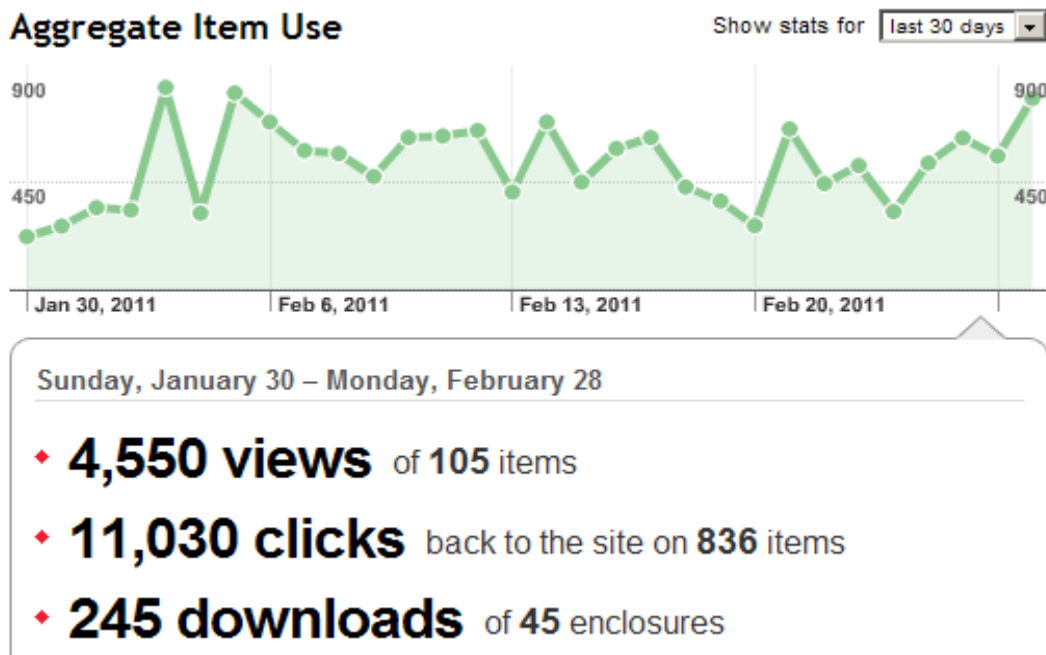 Aggregate Item Use
Show stats for last 30 days
900 900
450 450
Jan 30, 2011 Feb 6, 2011 Feb 13, 2011 Feb 20, 2011
Sunday, January 30 – Monday, February 28
4,550 views of 105 items
11,030 clicks back to the site on 836 items
245 downloads of 45 enclosures